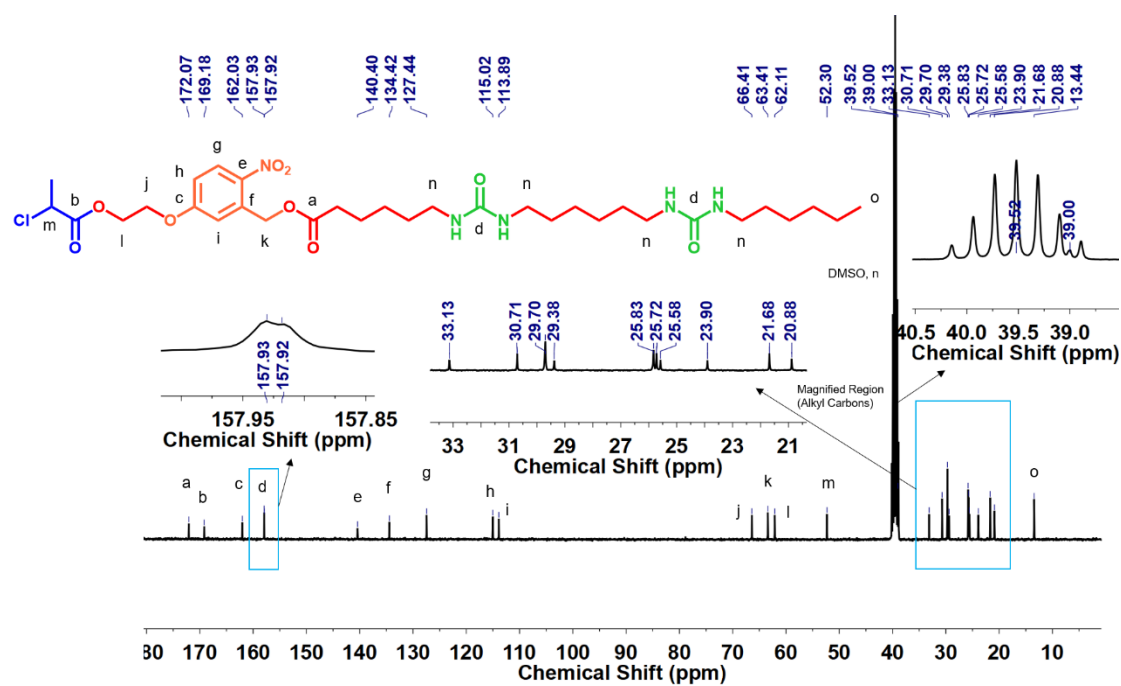 172.07
169.18
162.03
157.93
157.92
140.40
134.42
127.44
115.02
113.89
66.41
63.41
62.11
52.30
39.52
39.00
33.13
30.71
29.70
29.38
25.83
25.72
25.58
23.90
21.68
20.88
13.44
g
h
e
NO2
j
c
f
b
O
O
a
n
O
n
d
o
Cl
m
O
O
N
H
H
N
N
H
H
N
l
i
k
O
d
O
n
n
39.52
39.00
DMSO, n
40.5 40.0 39.5 39.0
Chemical Shift (ppm)
157.93
157.92
157.95 157.85
Chemical Shift (ppm)
33.13
30.71
29.70
29.38
25.83
25.72
25.58
23.90
21.68
20.88
33 31 29 27 25 23 21
Chemical Shift (ppm)
Magnified Region
(Alkyl Carbons)
a b c d e f g h i j k l m o
80 170 160 150 140 130 120 110 100 90 80 70 60 50 40 30 20 10
Chemical Shift (ppm)